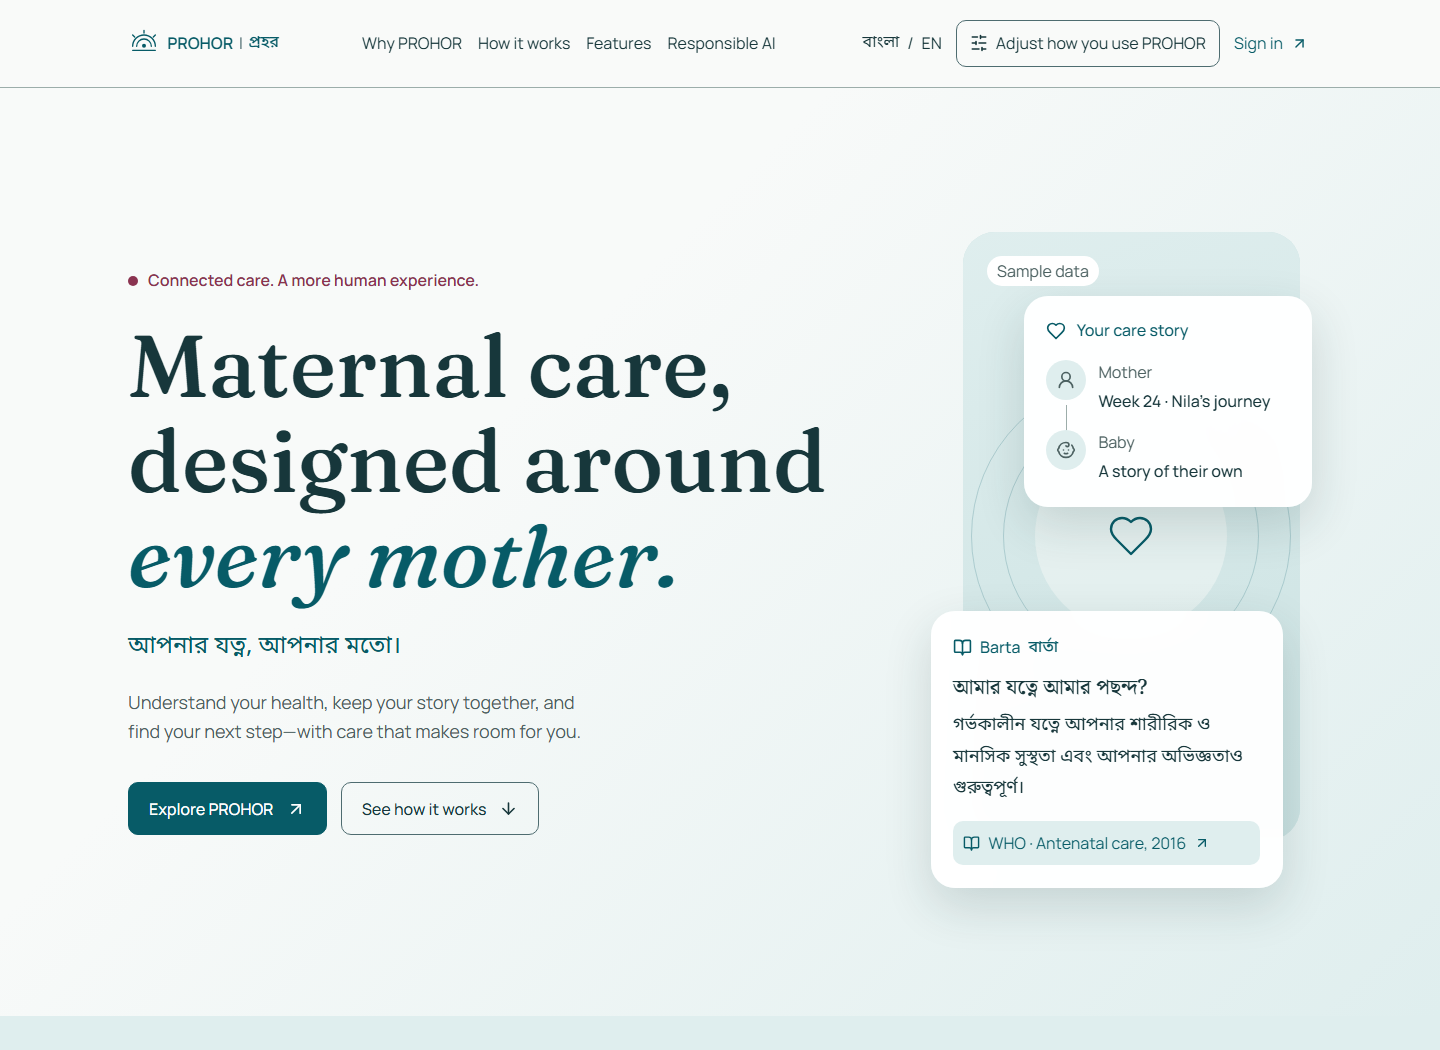 PROHOR | প্রহর
Why PROHOR
How it works
Features
Responsible AI
বাংলা / EN
Adjust how you use PROHOR
Sign in
Connected care. A more human experience.
Maternal care,
designed around
every mother.
আপনার যত্ন, আপনার মতো।
Understand your health, keep your story together, and
find your next step—with care that makes room for you.
Explore PROHOR
See how it works
Sample data
Your care story
Mother
Week 24 · Nila's journey
Baby
A story of their own
Barta বার্তা
আমার যত্নে আমার পছন্দ?
গর্ভকালীন যত্নে আপনার শারীরিক ও
মানসিক সুস্থতা এবং আপনার অভিজ্ঞতাও
গুরুত্বপূর্ণ।
WHO · Antenatal care, 2016